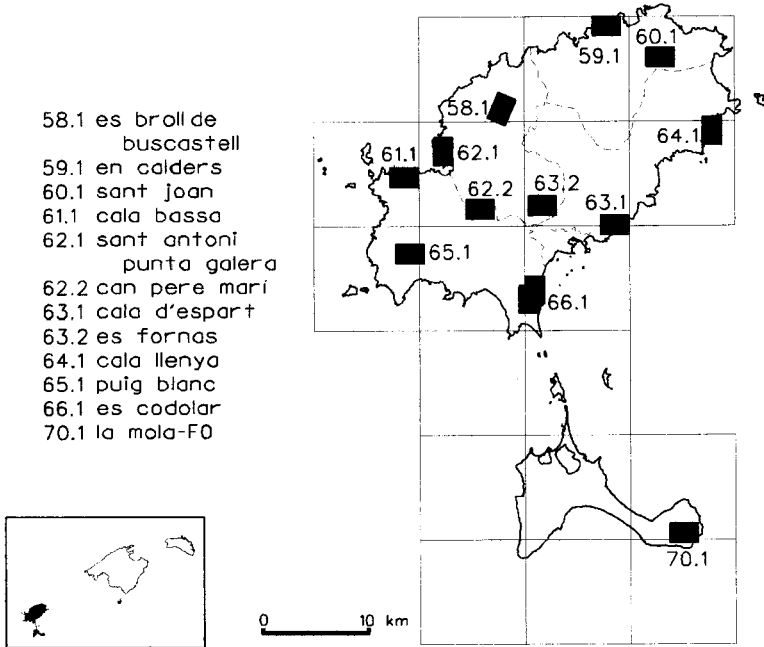 58.1 es broll de
buscastell
59.1 en calders
60.1 sant joan
61.1 cala bassa
62.1 sant antoni
punta galera
62.2 can pere marí
63.1 cala d'espart
63.2 es fornas
64.1 cala llenya
65.1 puig blanc
66.1 es codolar
70.1 la mola-F0
60.1
59.1
58.1
64.1
61.1
62.1
62.2
63.2
63.1
65.1
66.1
70.1
0 10 km